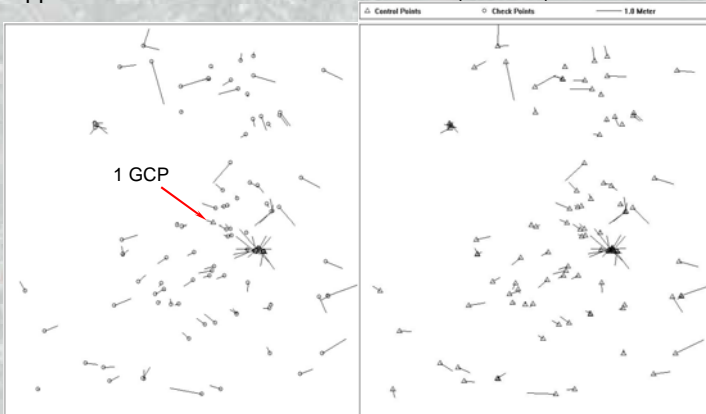 △ Control Points ○ Check Points —— 1.0 Meter
1 GCP